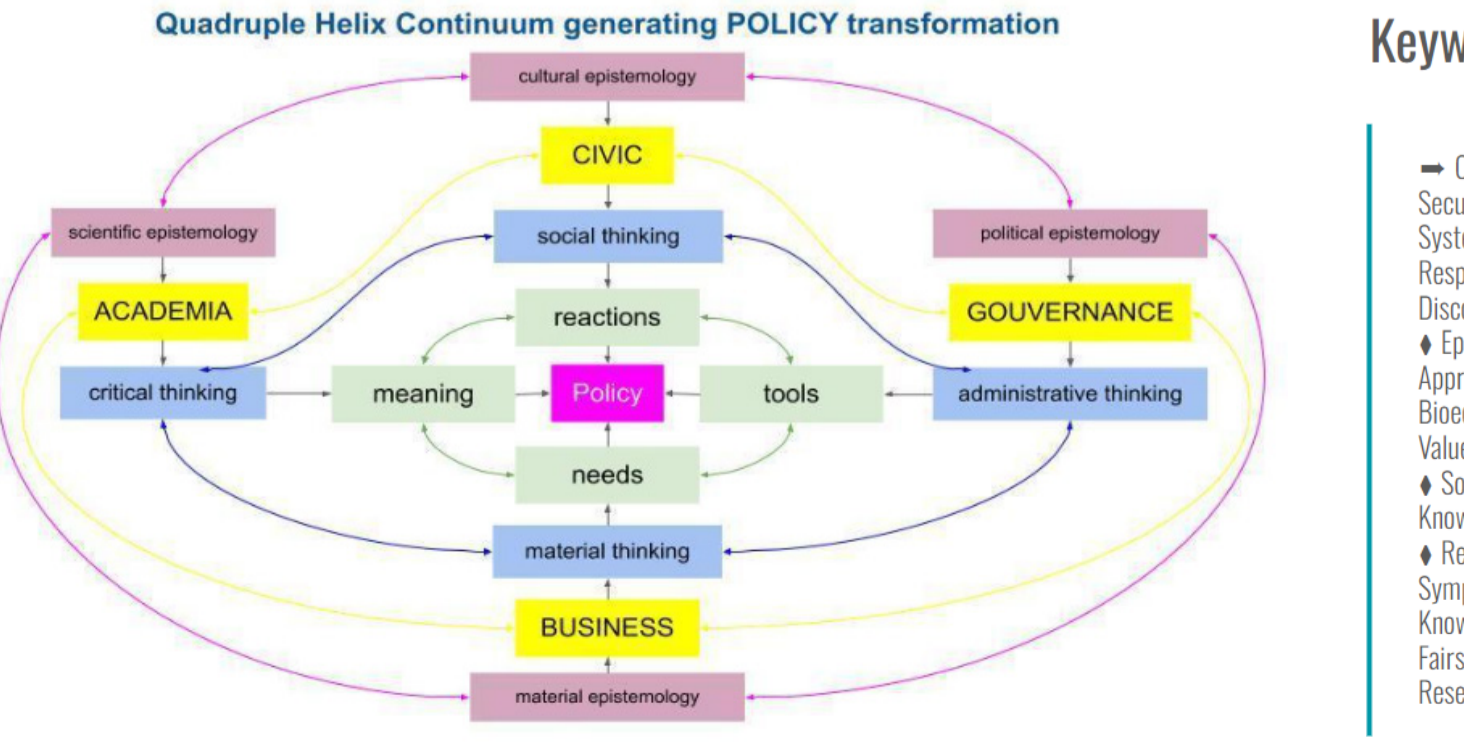 Quadruple Helix Continuum generating POLICY transformation
cultural epistemology
CIVIC
scientific epistemology
social thinking
political epistemology
ACADEMIA
reactions
GOUVERNANCE
critical thinking
meaning
Policy
tools
administrative thinking
needs
material thinking
BUSINESS
material epistemology
Keyw
➡
Secu
Syste
Resp
Disco
♦ Ep
Appr
Bioe
Value
♦ So
Know
♦ Re
Symp
Know
Fairs
Rese